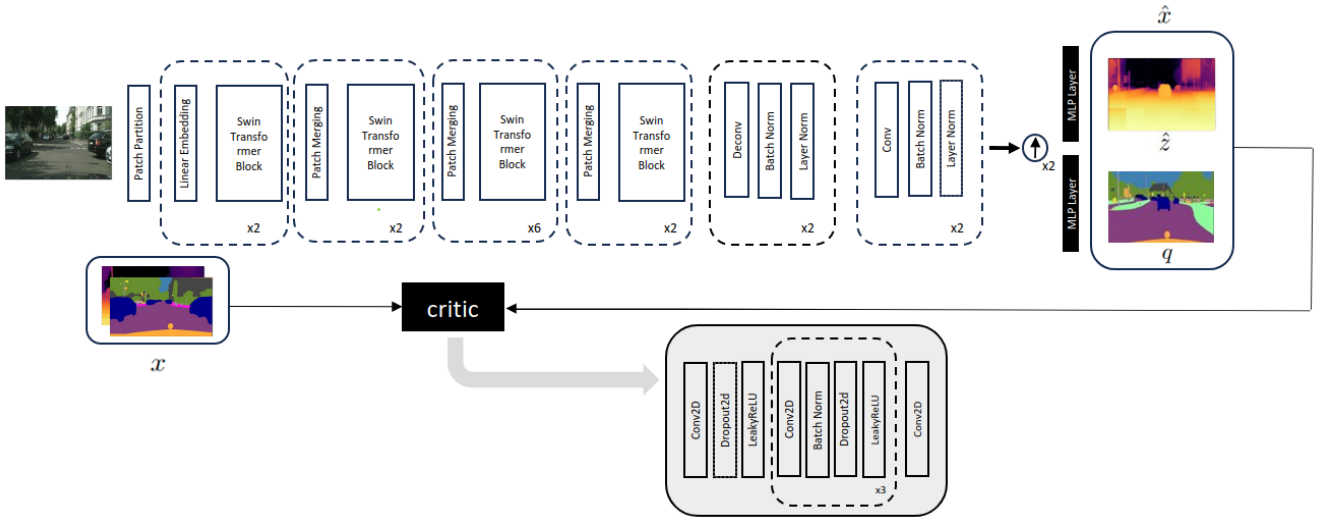 x̂
Patch Partition
Linear Embedding
Swin
Transfo
rmer
Block
x2
Patch Merging
Swin
Transfo
rmer
Block
x2
Patch Merging
Swin
Transfo
rmer
Block
x6
Patch Merging
Swin
Transfo
rmer
Block
x2
Deconv
Batch Norm
Layer Norm
x2
Conv
Batch Norm
Layer Norm
x2
x2
MLP Layer
MLP Layer
ẑ
q
x
critic
Conv2D
Dropout2d
LeakyReLU
Conv2D
Batch Norm
Dropout2d
LeakyReLU
x3
Conv2D